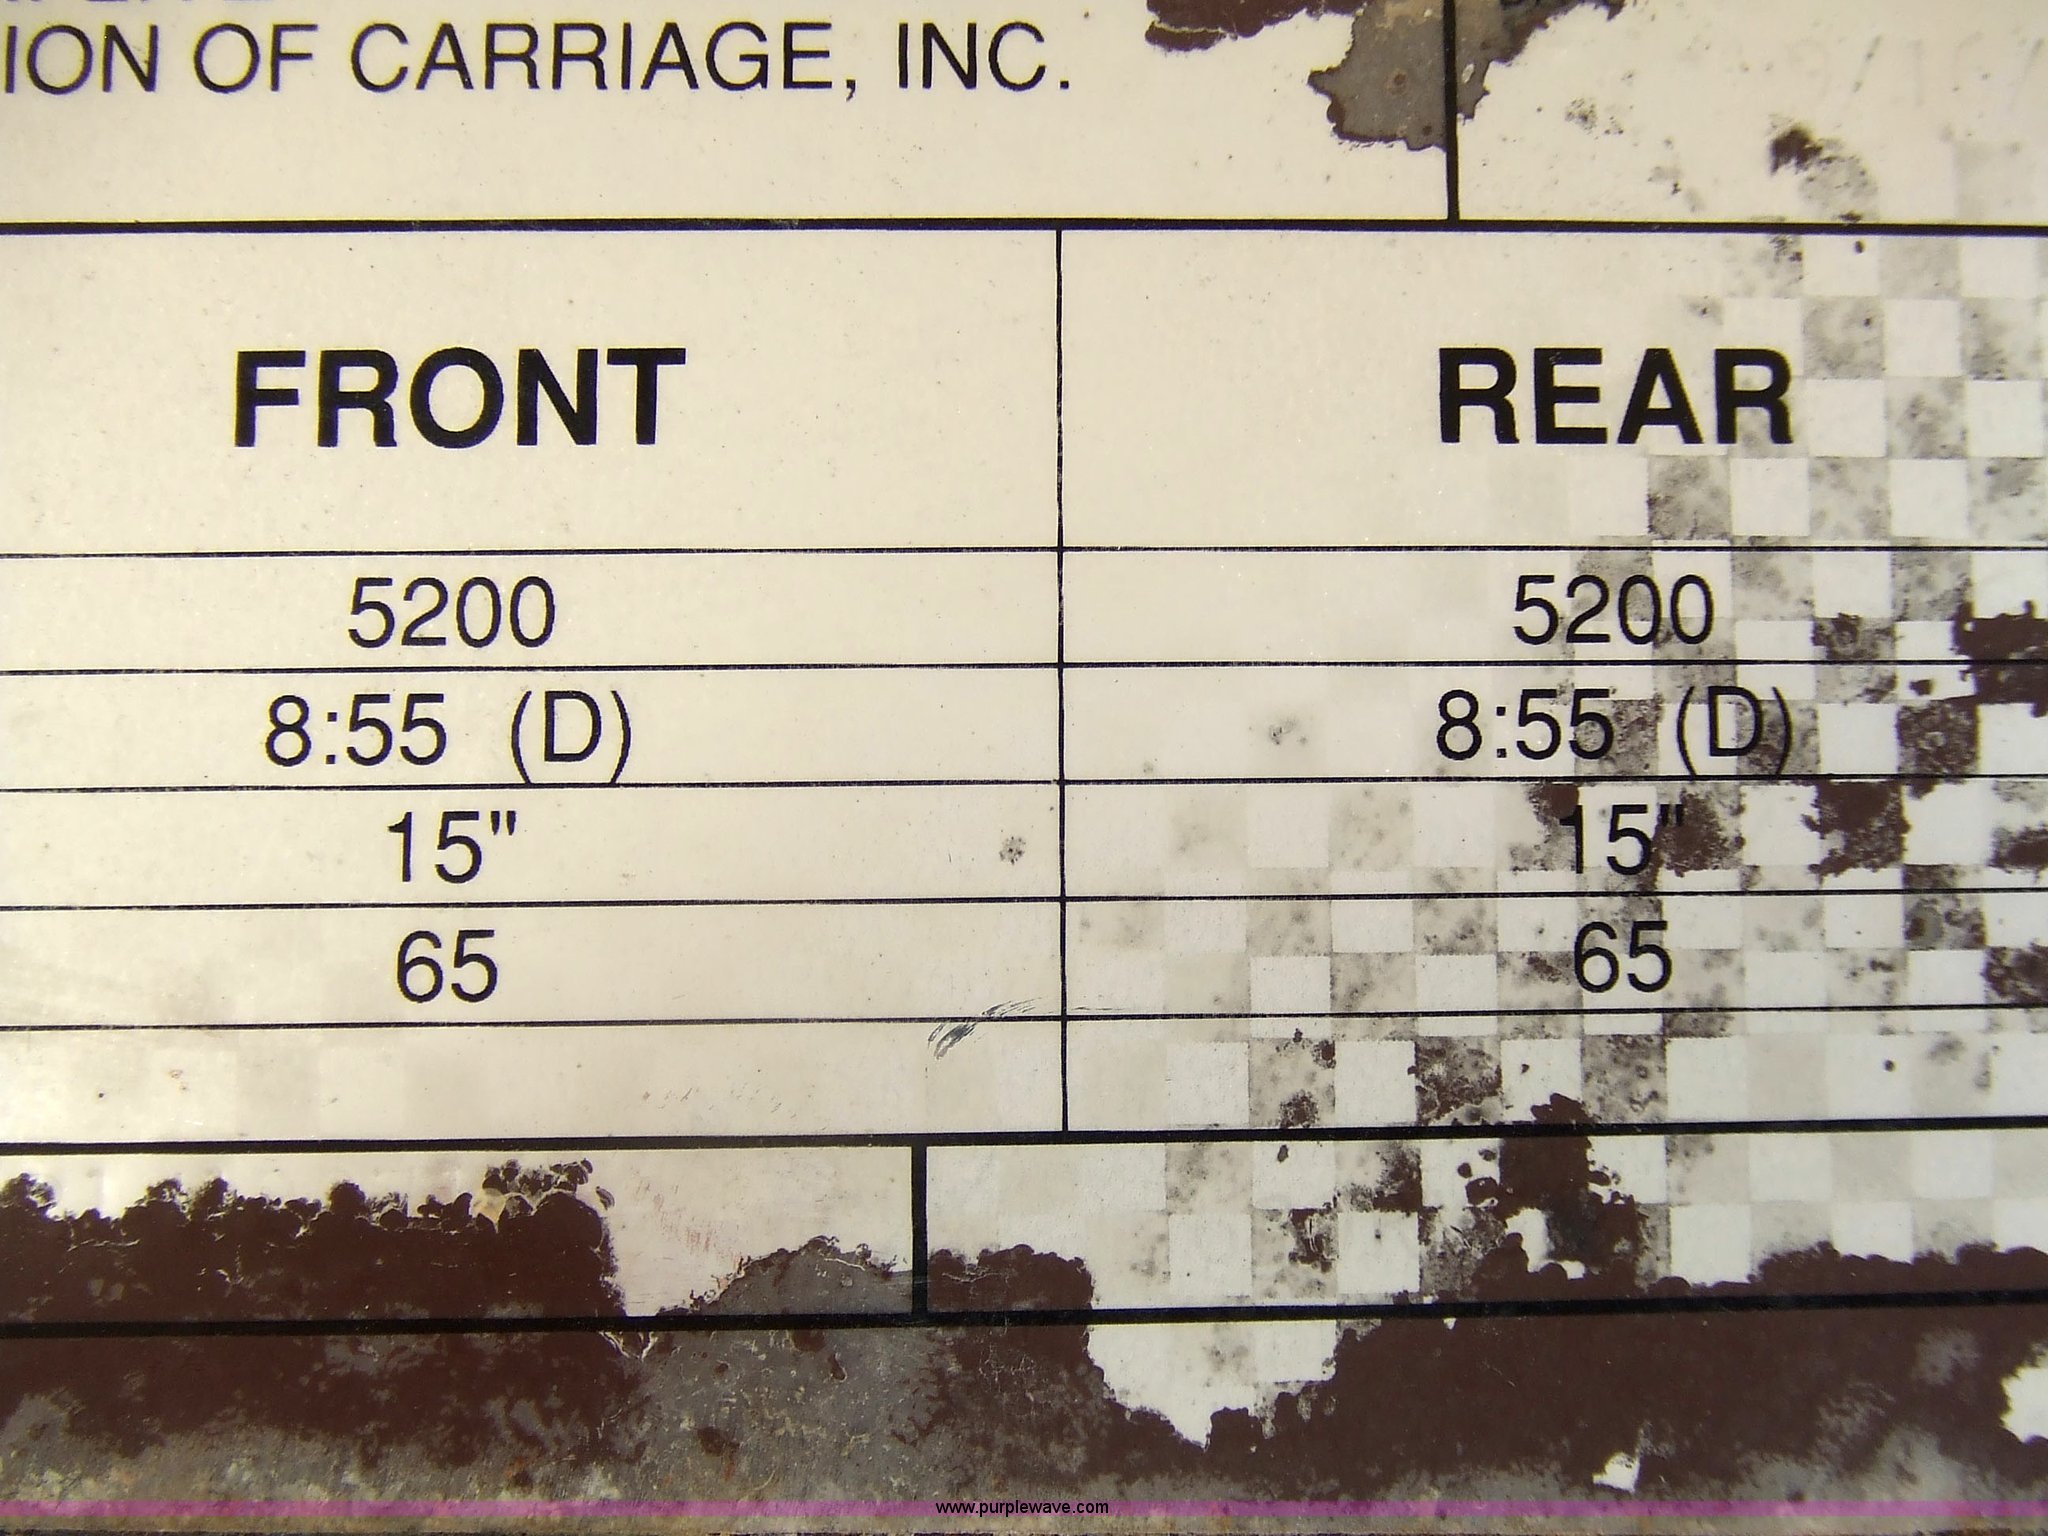 ION OF CARRIAGE, INC.
FRONT REAR
5200 5200
8:55 (D) 8:55 (D)
15" 15"
65 65
www.purplewave.com